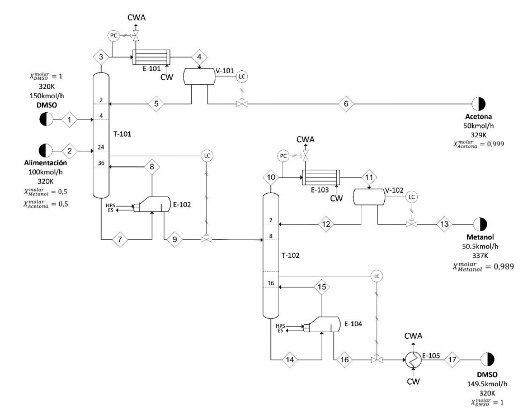 CWA
PC
3
4
E-101
CW
V-101
LC
X_DMSO^molar = 1
320K
150kmol/h
DMSO
1
2
4
T-101
24
36
5
6
Acetona
50kmol/h
329K
X_Acetona^molar = 0,999
2
Alimentación
100kmol/h
320K
X_Metanol^molar = 0,5
X_Acetona^molar = 0,5
8
HPS
ES
E-102
7
9
LC
CWA
PC
10
11
E-103
CW
V-102
LC
2
8
T-102
16
12
13
Metanol
50.5kmol/h
337K
X_Metanol^molar = 0,989
15
LC
HPS
ES
E-104
14
16
CWA
E-105
CW
17
DMSO
149.5kmol/h
320K
X_DMSO^molar = 1